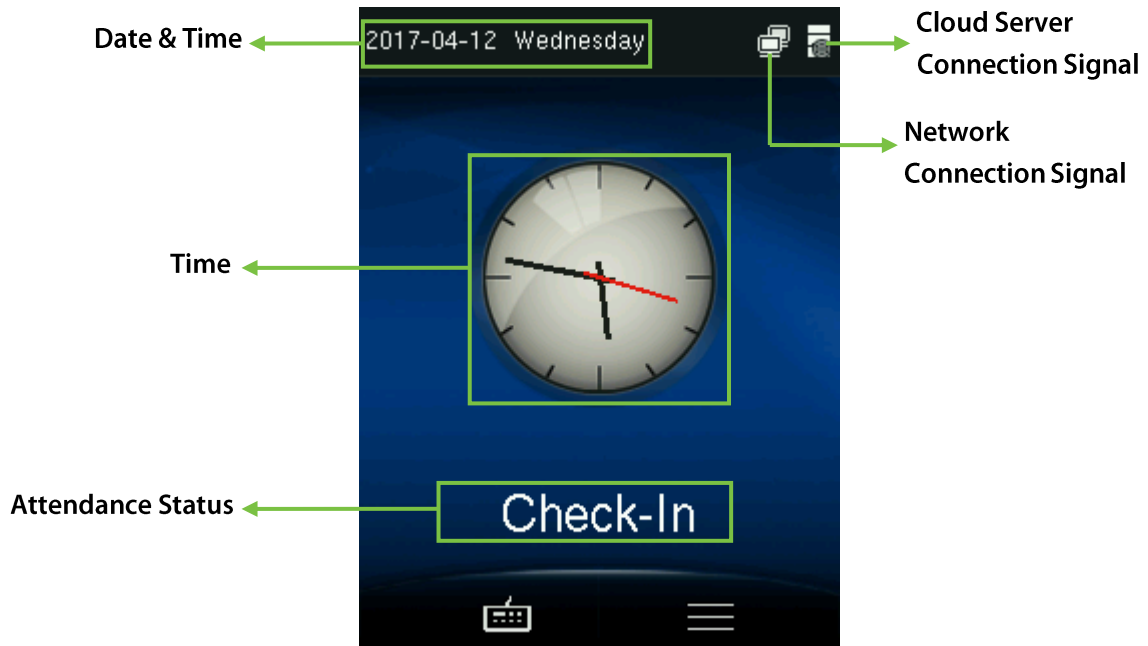 Date & Time
2017-04-12 Wednesday
Cloud Server
Connection Signal
Network
Connection Signal
Time
Attendance Status
Check-In